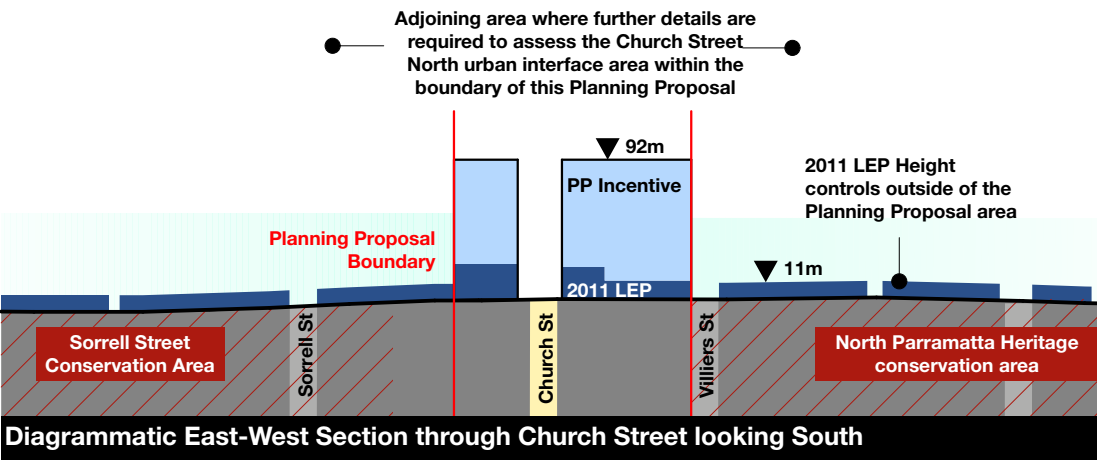 Adjoining area where further details are
required to assess the Church Street
North urban interface area within the
boundary of this Planning Proposal
92m
PP Incentive
2011 LEP Height
controls outside of the
Planning Proposal area
Planning Proposal
Boundary
11m
2011 LEP
Sorrell Street
Conservation Area
Sorrell St
Church St
Villiers St
North Parramatta Heritage
conservation area
Diagrammatic East-West Section through Church Street looking South